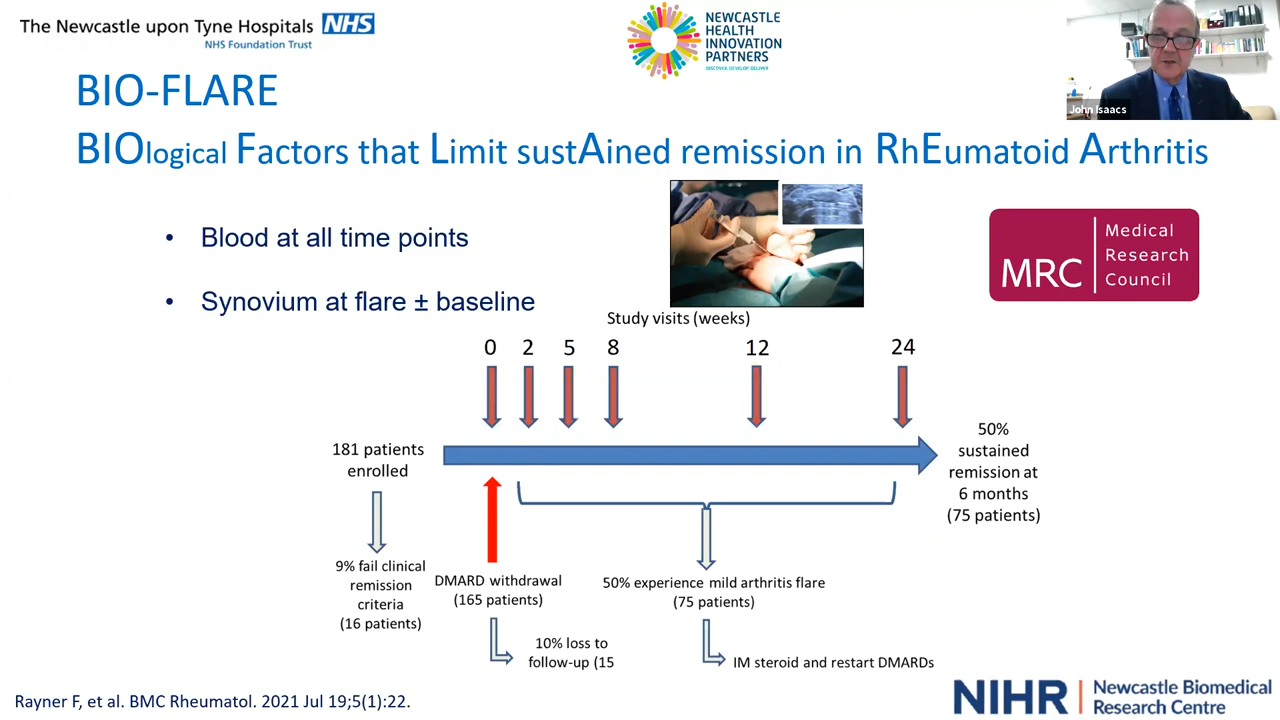 The Newcastle upon Tyne Hospitals NHS
NHS Foundation Trust
NEWCASTLE
HEALTH
INNOVATION
PARTNERS
DISCOVER. DEVELOP. DELIVER.
John Isaacs
BIO-FLARE
BIOlogical Factors that Limit sustAined remission in RhEumatoid Arthritis
• Blood at all time points
• Synovium at flare ± baseline
MRC
Medical
Research
Council
Study visits (weeks)
0 2 5 8 12 24
181 patients
enrolled
50%
sustained
remission at
6 months
(75 patients)
9% fail clinical
remission
criteria
(16 patients)
DMARD withdrawal
(165 patients)
50% experience mild arthritis flare
(75 patients)
10% loss to
follow-up (15
IM steroid and restart DMARDs
Rayner F, et al. BMC Rheumatol. 2021 Jul 19;5(1):22.
NIHR
Newcastle Biomedical
Research Centre